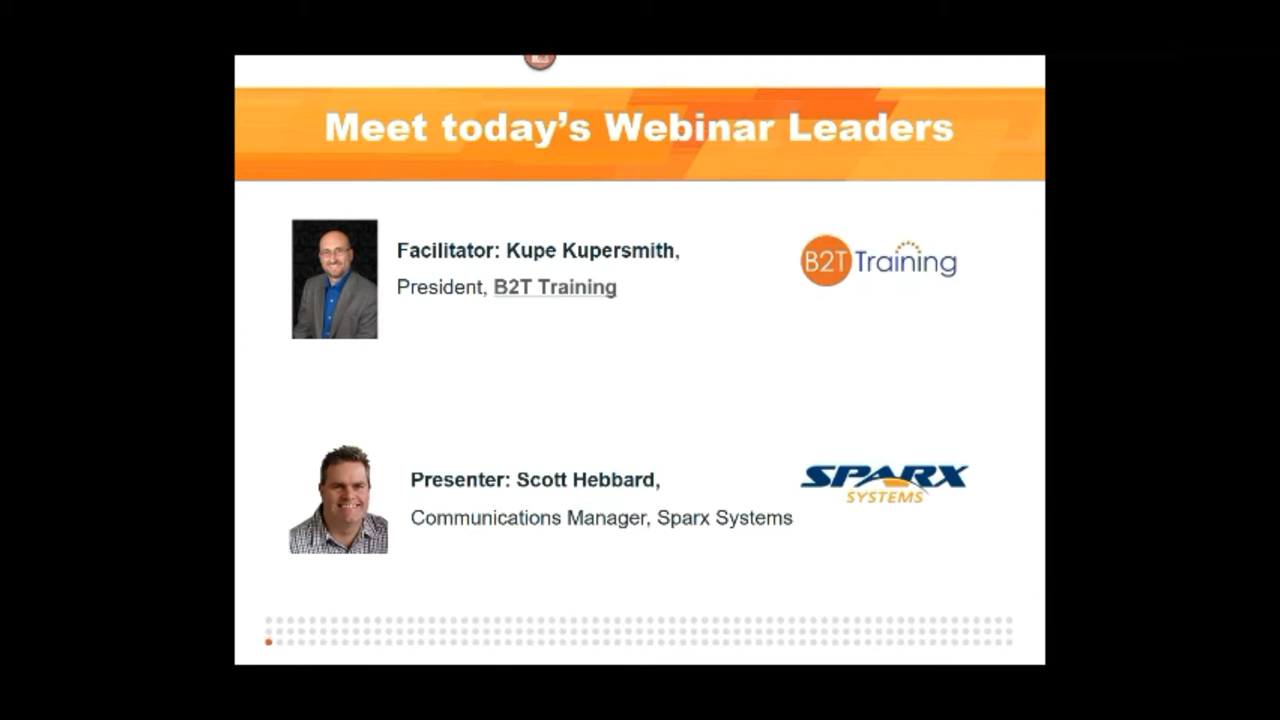 Meet today's Webinar Leaders
Facilitator: Kupe Kupersmith,
President, B2T Training
B2T Training
Presenter: Scott Hebbard,
Communications Manager, Sparx Systems
SPARX
SYSTEMS